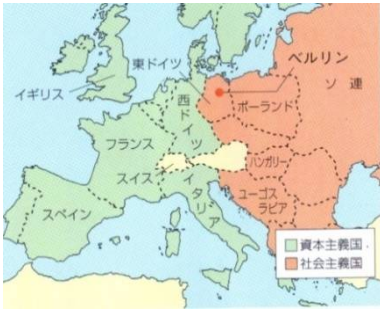 東ドイツ
ベルリン
イギリス
ソ連
西ドイツ
ポーランド
フランス
ハンガリー
スイス
イタリア
ユーゴスラビア
スペイン
資本主義国
社会主義国